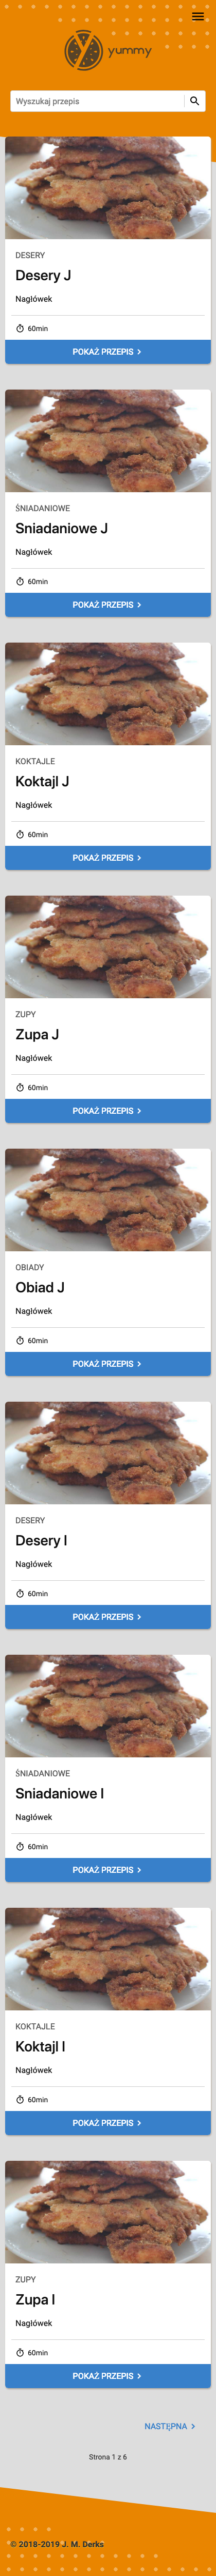 yummy
Wyszukaj przepis
DESERY
Desery J
Nagłówek
60min
POKAŻ PRZEPIS
ŚNIADANIOWE
Sniadaniowe J
Nagłówek
60min
POKAŻ PRZEPIS
KOKTAJLE
Koktajl J
Nagłówek
60min
POKAŻ PRZEPIS
ZUPY
Zupa J
Nagłówek
60min
POKAŻ PRZEPIS
OBIADY
Obiad J
Nagłówek
60min
POKAŻ PRZEPIS
DESERY
Desery I
Nagłówek
60min
POKAŻ PRZEPIS
ŚNIADANIOWE
Sniadaniowe I
Nagłówek
60min
POKAŻ PRZEPIS
KOKTAJLE
Koktajl I
Nagłówek
60min
POKAŻ PRZEPIS
ZUPY
Zupa I
Nagłówek
60min
POKAŻ PRZEPIS
NASTĘPNA
Strona 1 z 6
© 2018-2019 J. M. Derks